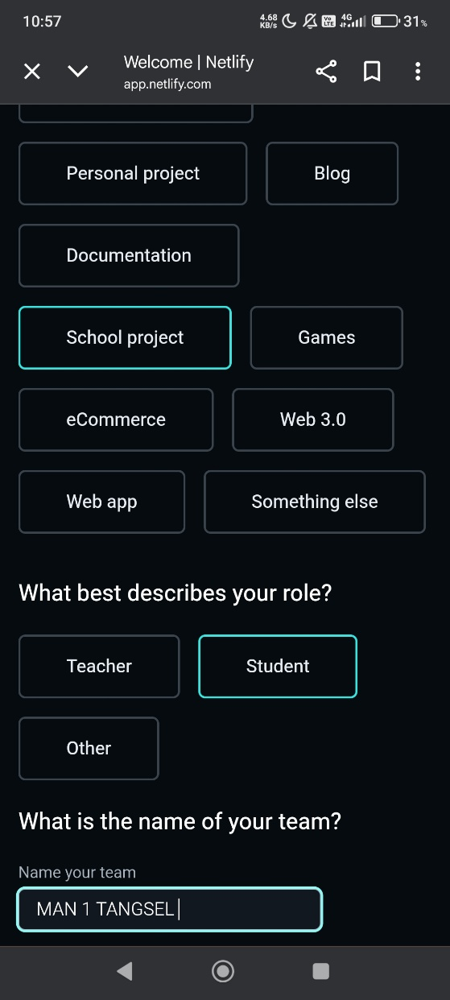 10:57 4.68 KB/s Vo LTE 4G 31%
Welcome | Netlify
app.netlify.com
Personal project Blog
Documentation
School project Games
eCommerce Web 3.0
Web app Something else
What best describes your role?
Teacher Student
Other
What is the name of your team?
Name your team
MAN 1 TANGSEL